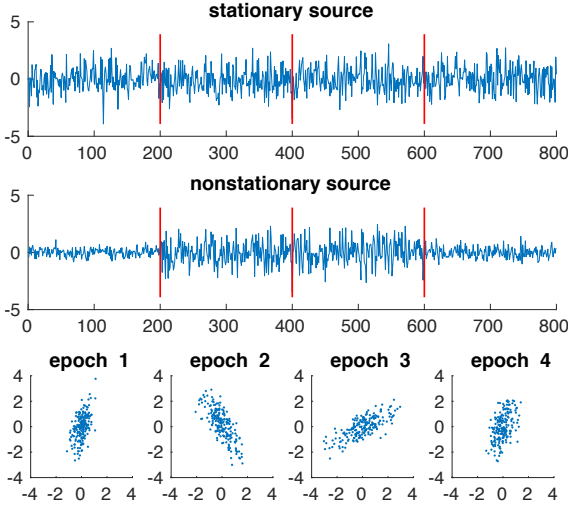 stationary source
5
0
-5
0 100 200 300 400 500 600 700 800
nonstationary source
5
0
-5
0 100 200 300 400 500 600 700 800
epoch 1 epoch 2 epoch 3 epoch 4
4 4 4 4
2 2 2 2
0 0 0 0
-2 -2 -2 -2
-4 -4 -4 -4
-4 -2 0 2 4 -4 -2 0 2 4 -4 -2 0 2 4 -4 -2 0 2 4